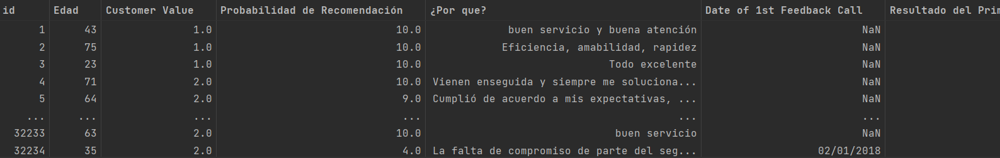 id Edad Customer Value Probabilidad de Recomendación ¿Por que? Date of 1st Feedback Call Resultado del Prim
1 43 1.0 10.0 buen servicio y buena atención NaN
2 75 1.0 10.0 Eficiencia, amabilidad, rapidez NaN
3 23 1.0 10.0 Todo excelente NaN
4 71 2.0 10.0 Vienen enseguida y siempre me soluciona... NaN
5 64 2.0 9.0 Cumplió de acuerdo a mis expectativas, ... NaN
... ... ... ... ... ...
32233 63 2.0 10.0 buen servicio NaN
32234 35 2.0 4.0 La falta de compromiso de parte del seg... 02/01/2018